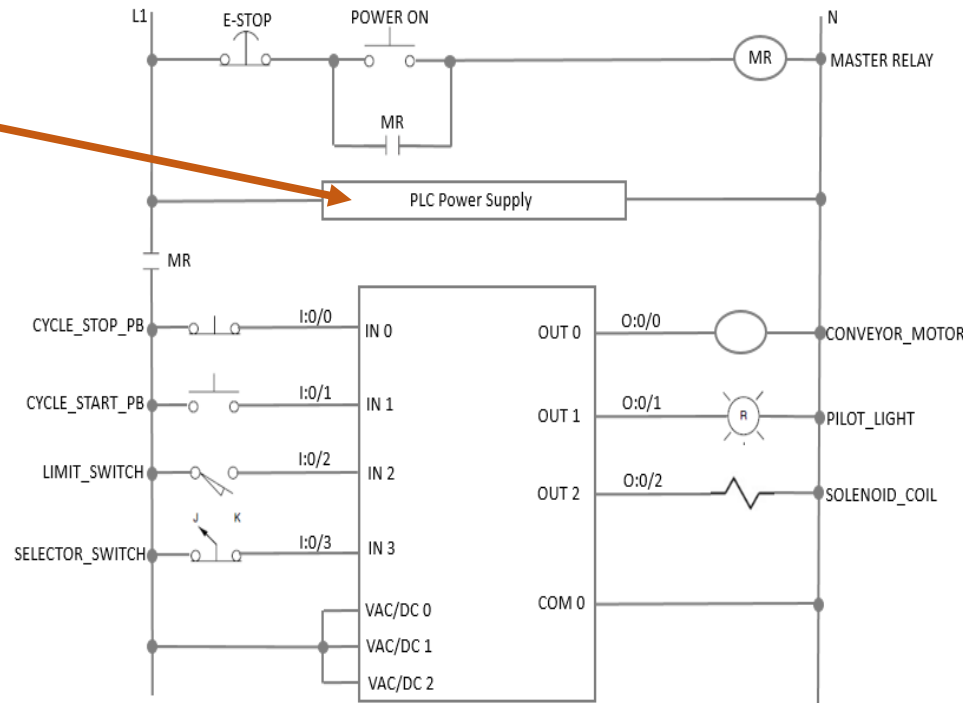 L1 E-STOP POWER ON N
MR MASTER RELAY
MR
PLC Power Supply
MR
CYCLE_STOP_PB I:0/0 IN 0 OUT 0 O:0/0 CONVEYOR_MOTOR
CYCLE_START_PB I:0/1 IN 1 OUT 1 O:0/1 R PILOT_LIGHT
LIMIT_SWITCH I:0/2 IN 2 OUT 2 O:0/2 SOLENOID_COIL
J K
SELECTOR_SWITCH I:0/3 IN 3
VAC/DC 0 COM 0
VAC/DC 1
VAC/DC 2